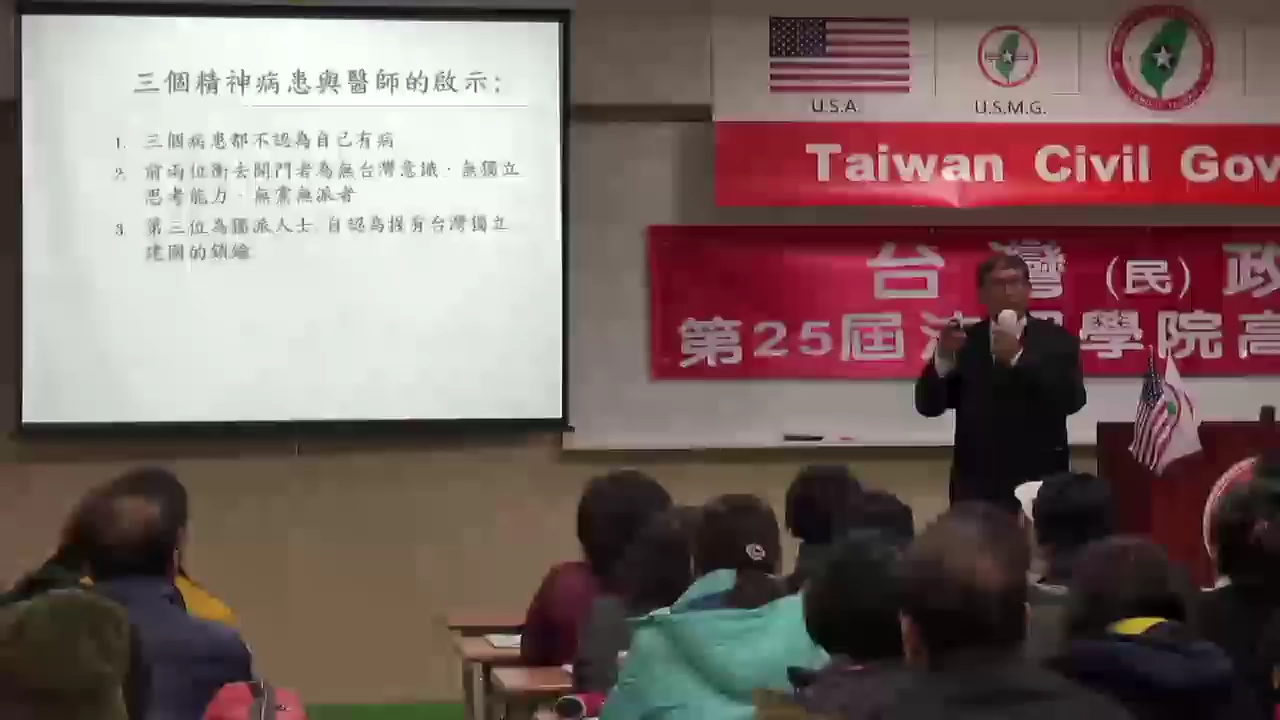 三個精神病患與醫師的啟示:
1. 三個病患都不認為自己有病
2. 前兩位衝去開門者為無台灣意識、無獨立
思考能力、無黨無派者
3. 第三位為獨派人士,自認為握有台灣獨立
建國的鎖鑰
U.S.A.
U.S.M.G.
Taiwan Civil Gov
台灣(民)政
第25屆法 學院高